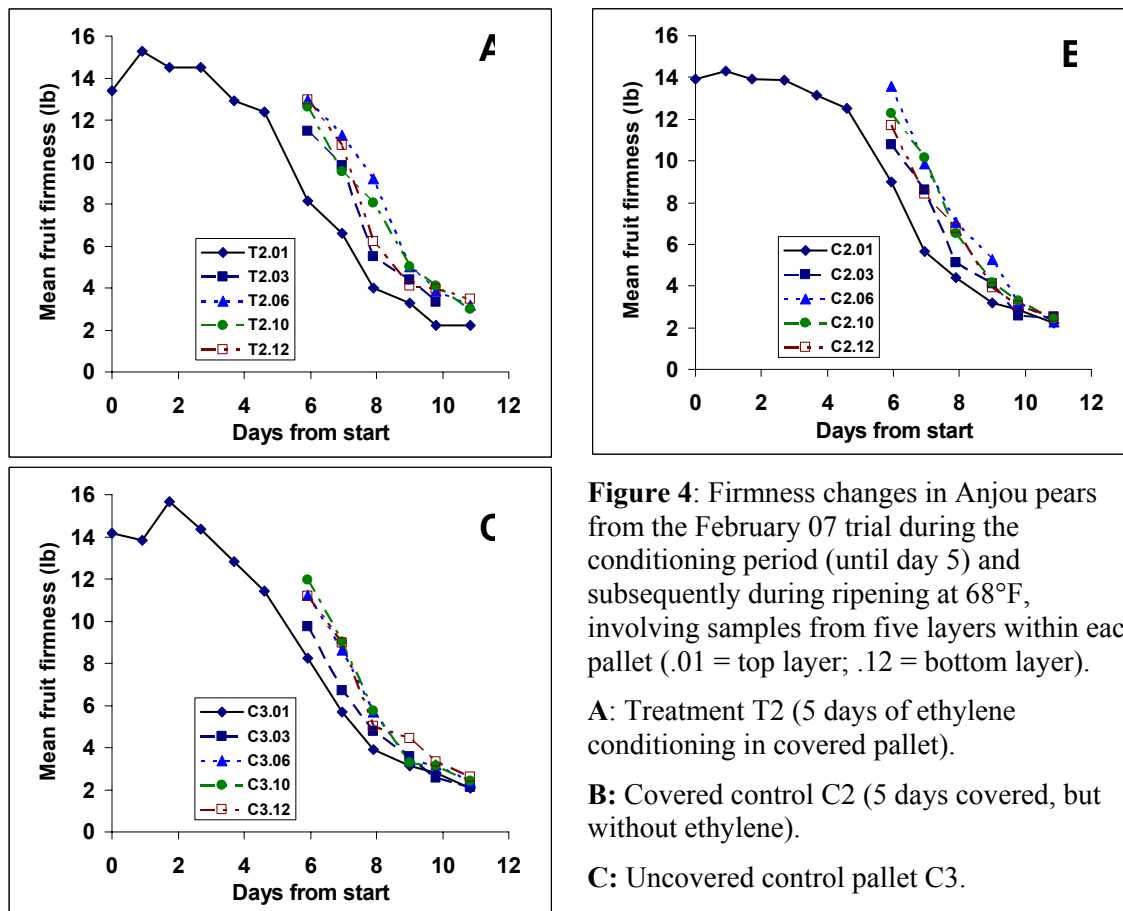 A
Mean fruit firmness (lb)
16
14
12
10
8
6
4
2
0
T2.01
T2.03
T2.06
T2.10
T2.12
0 2 4 6 8 10 12
Days from start
B
Mean fruit firmness (lb)
16
14
12
10
8
6
4
2
0
C2.01
C2.03
C2.06
C2.10
C2.12
0 2 4 6 8 10 12
Days from start
C
Mean fruit firmness (lb)
16
14
12
10
8
6
4
2
0
C3.01
C3.03
C3.06
C3.10
C3.12
0 2 4 6 8 10 12
Days from start
Figure 4: Firmness changes in Anjou pears
from the February 07 trial during the
conditioning period (until day 5) and
subsequently during ripening at 68°F,
involving samples from five layers within eac
pallet (.01 = top layer; .12 = bottom layer).
A: Treatment T2 (5 days of ethylene
conditioning in covered pallet).
B: Covered control C2 (5 days covered, but
without ethylene).
C: Uncovered control pallet C3.